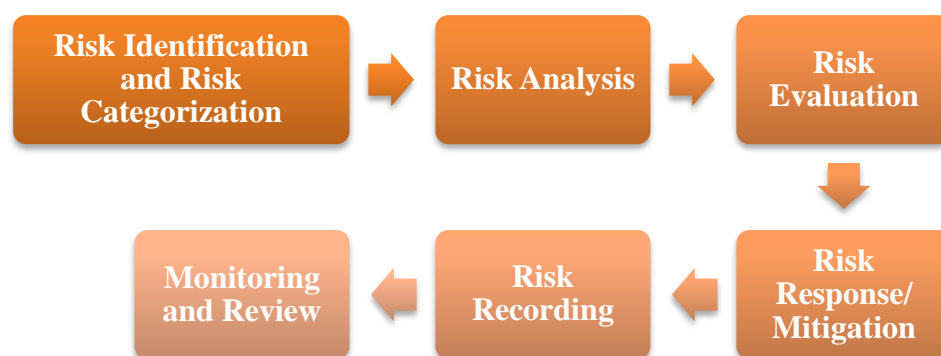 Risk Identification
and Risk
Categorization
Risk Analysis
Risk
Evaluation
Risk
Response/
Mitigation
Risk
Recording
Monitoring
and Review